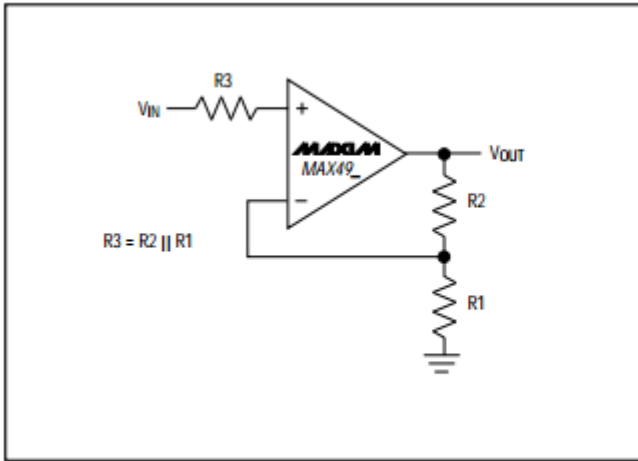 R3
VIN
+
MAXIM
MAX49_
VOUT
R2
–
R3 = R2 || R1
R1